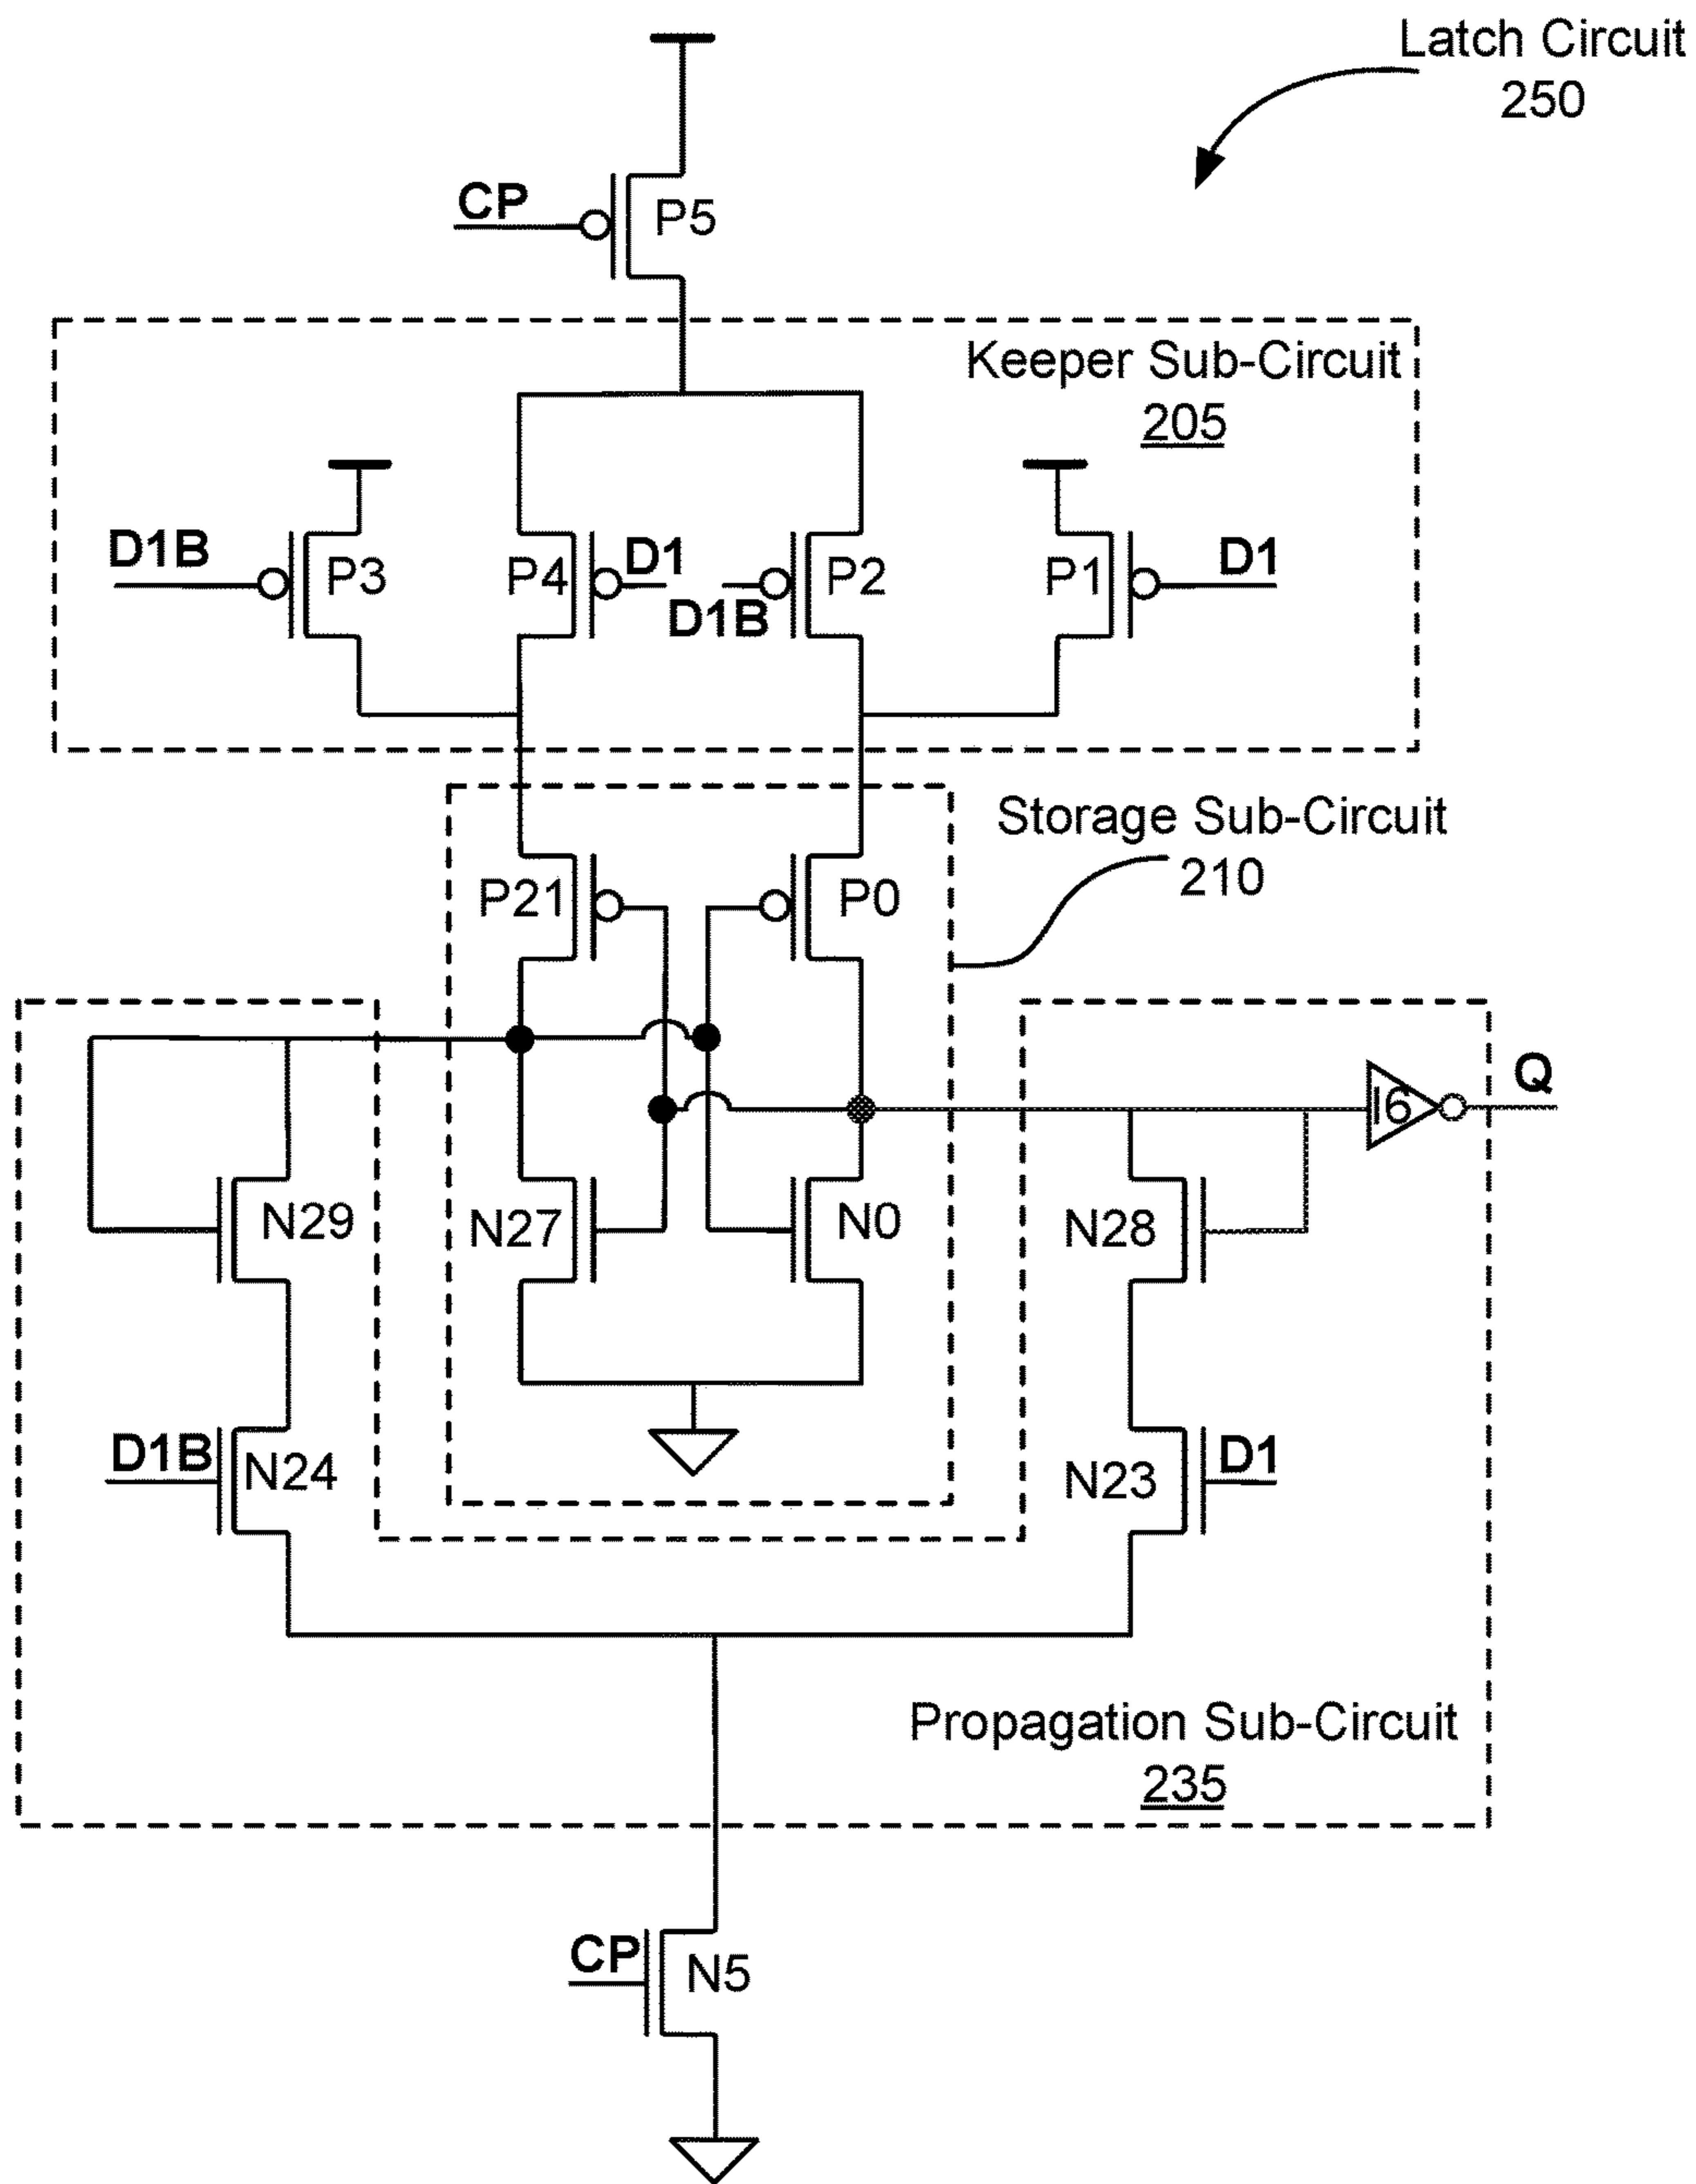 Latch Circuit
250
CP
P5
Keeper Sub-Circuit
205
D1B
P3
P4
D1
D1B
P2
P1
D1
Storage Sub-Circuit
210
P21
P0
I6
Q
N29
N27
N0
N28
D1B
N24
N23
D1
Propagation Sub-Circuit
235
CP
N5